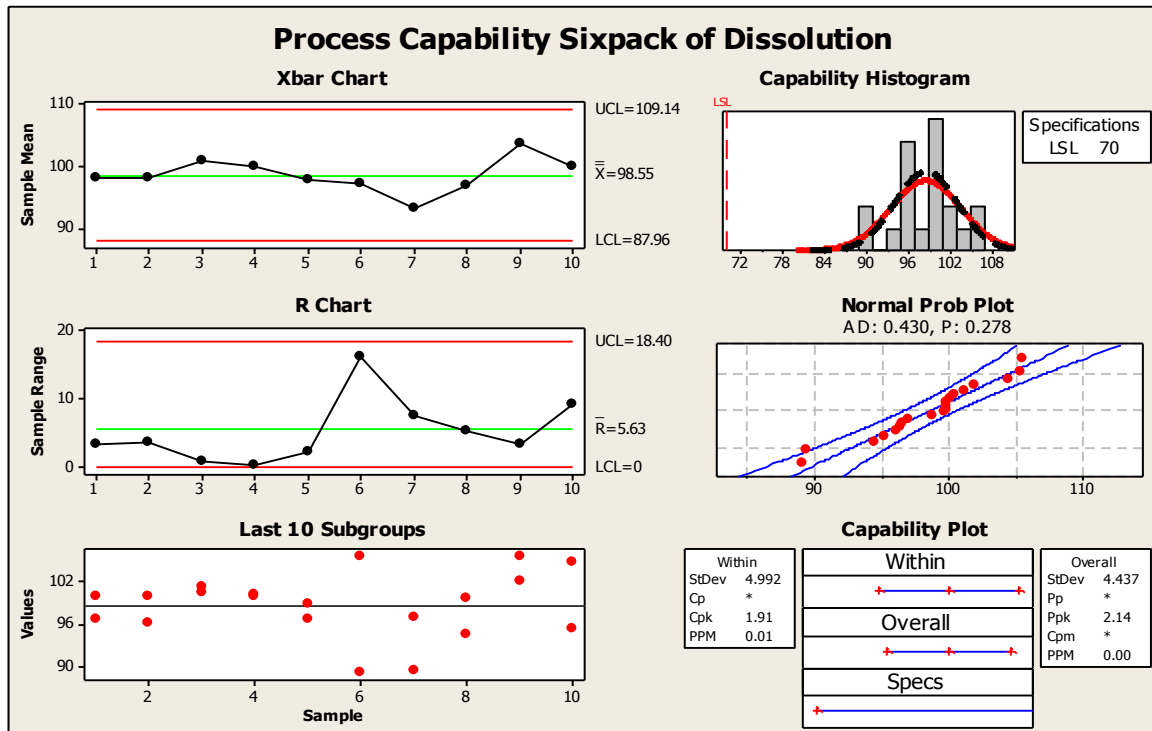 Process Capability Sixpack of Dissolution
Xbar Chart
Sample Mean
110
100
90
1 2 3 4 5 6 7 8 9 10
UCL=109.14
X̿=98.55
LCL=87.96
Capability Histogram
LSL
72 78 84 90 96 102 108
Specifications
LSL 70
R Chart
Sample Range
20
10
0
1 2 3 4 5 6 7 8 9 10
UCL=18.40
R̅=5.63
LCL=0
Normal Prob Plot
AD: 0.430, P: 0.278
90 100 110
Last 10 Subgroups
Values
102
96
90
2 4 6 8 10
Sample
Capability Plot
Within
StDev 4.992
Cp *
Cpk 1.91
PPM 0.01
Within
Overall
Specs
Overall
StDev 4.437
Pp *
Ppk 2.14
Cpm *
PPM 0.00